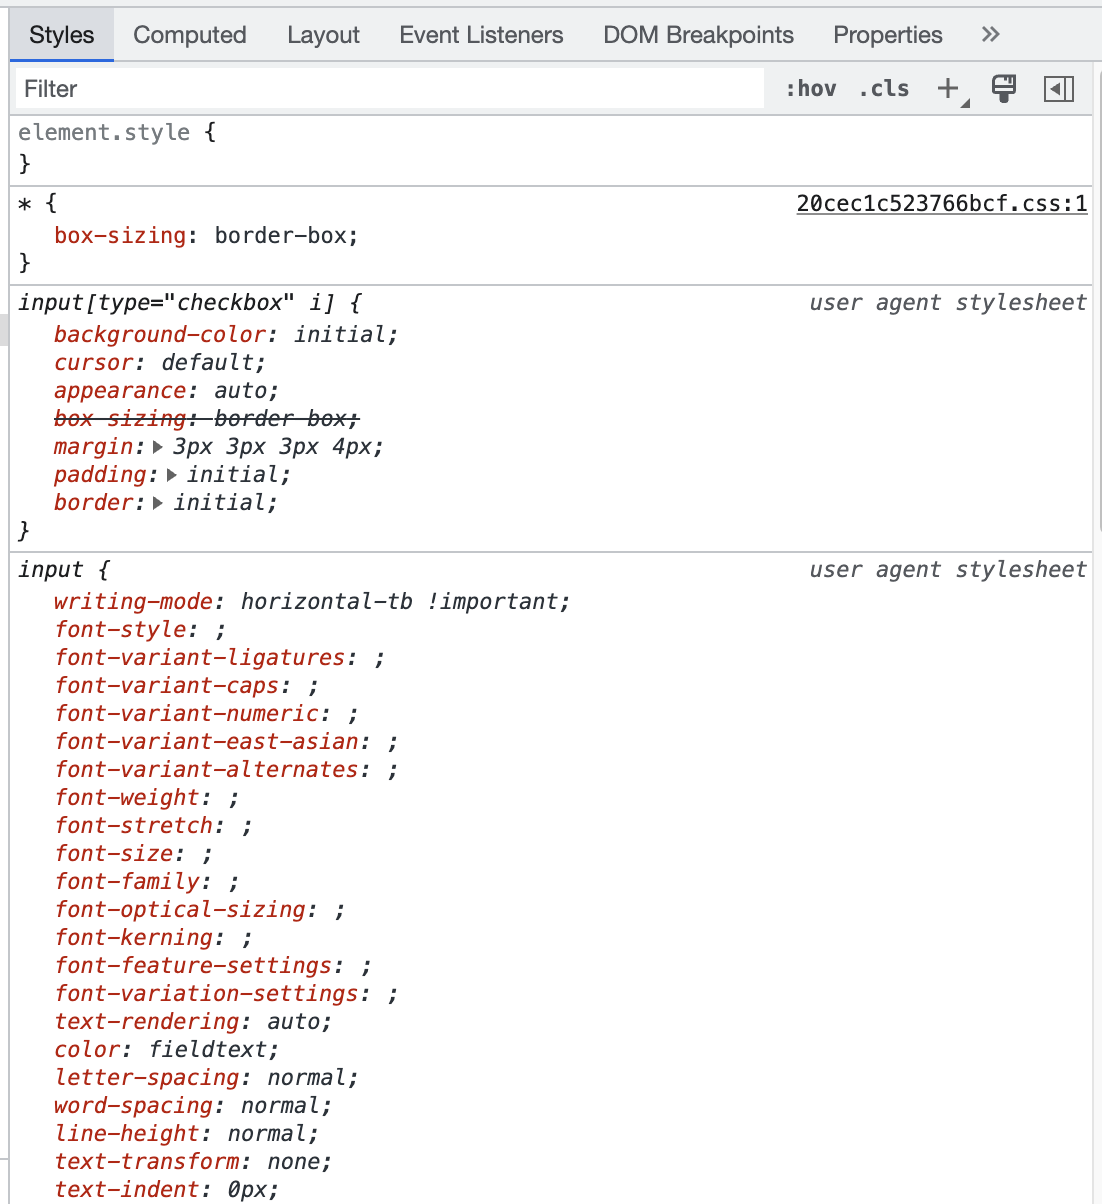 Styles Computed Layout Event Listeners DOM Breakpoints Properties »
Filter :hov .cls +
element.style {
}
* { 20cec1c523766bcf.css:1
box-sizing: border-box;
}
input[type="checkbox" i] { user agent stylesheet
background-color: initial;
cursor: default;
appearance: auto;
box-sizing: border-box;
margin: 3px 3px 3px 4px;
padding: initial;
border: initial;
}
input { user agent stylesheet
writing-mode: horizontal-tb !important;
font-style: ;
font-variant-ligatures: ;
font-variant-caps: ;
font-variant-numeric: ;
font-variant-east-asian: ;
font-variant-alternates: ;
font-weight: ;
font-stretch: ;
font-size: ;
font-family: ;
font-optical-sizing: ;
font-kerning: ;
font-feature-settings: ;
font-variation-settings: ;
text-rendering: auto;
color: fieldtext;
letter-spacing: normal;
word-spacing: normal;
line-height: normal;
text-transform: none;
text-indent: 0px;